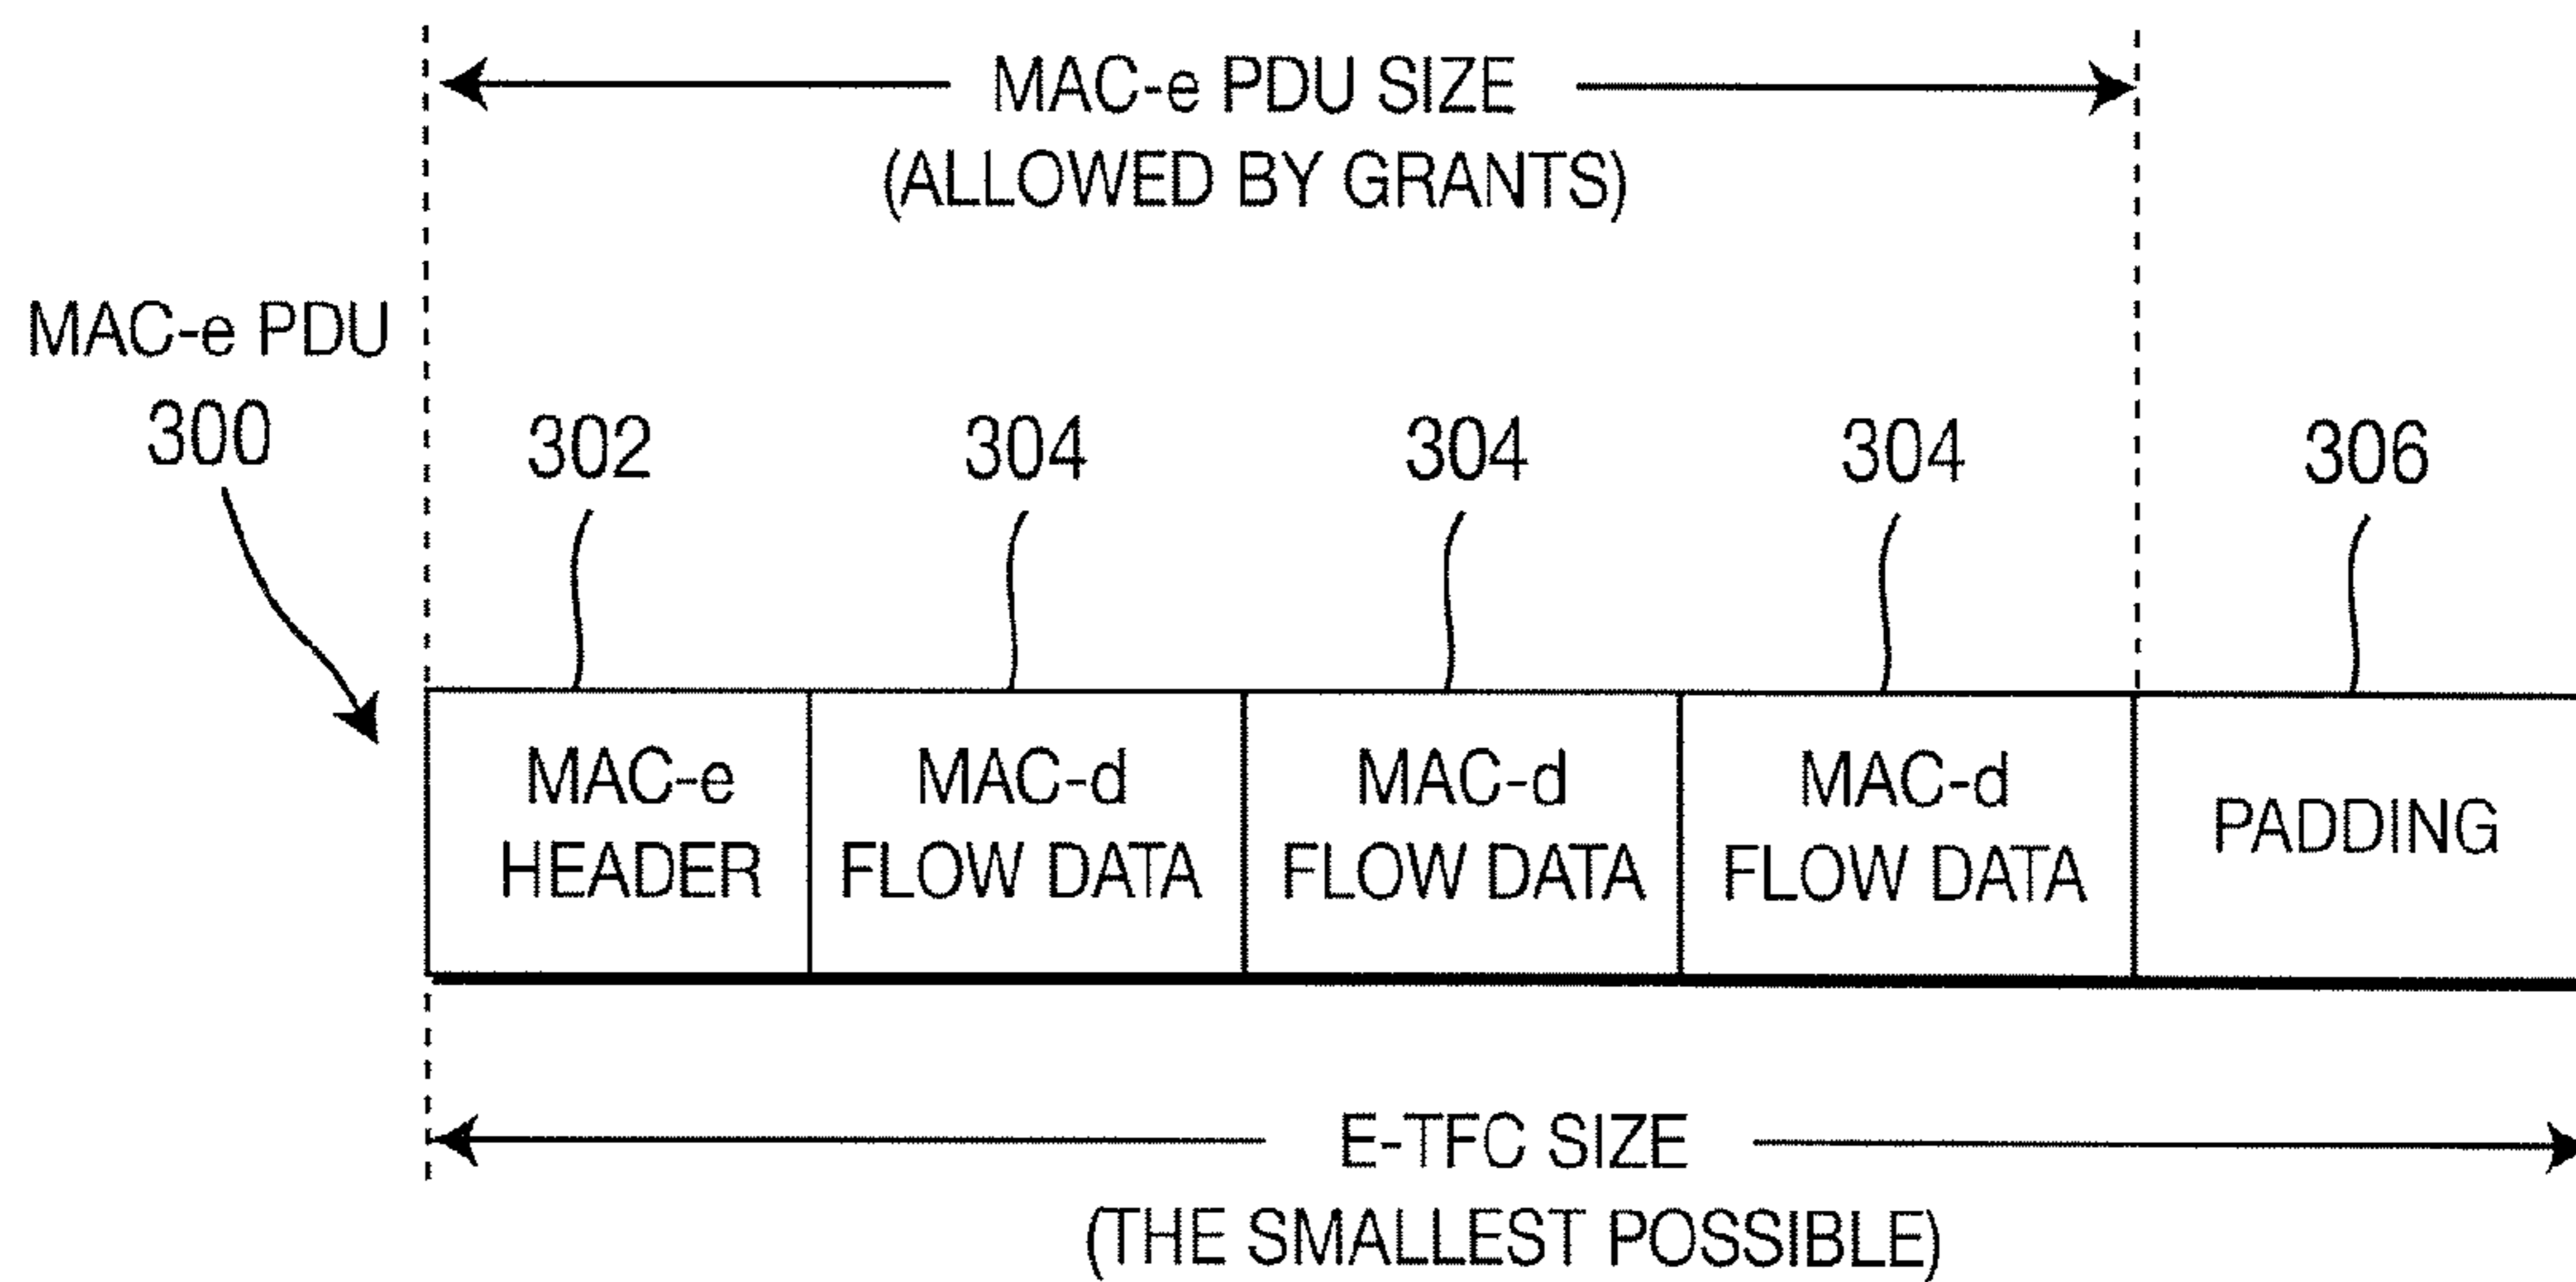 MAC-e PDU SIZE
(ALLOWED BY GRANTS)
MAC-e PDU
300
302
304
304
304
306
MAC-e
HEADER
MAC-d
FLOW DATA
MAC-d
FLOW DATA
MAC-d
FLOW DATA
PADDING
E-TFC SIZE
(THE SMALLEST POSSIBLE)